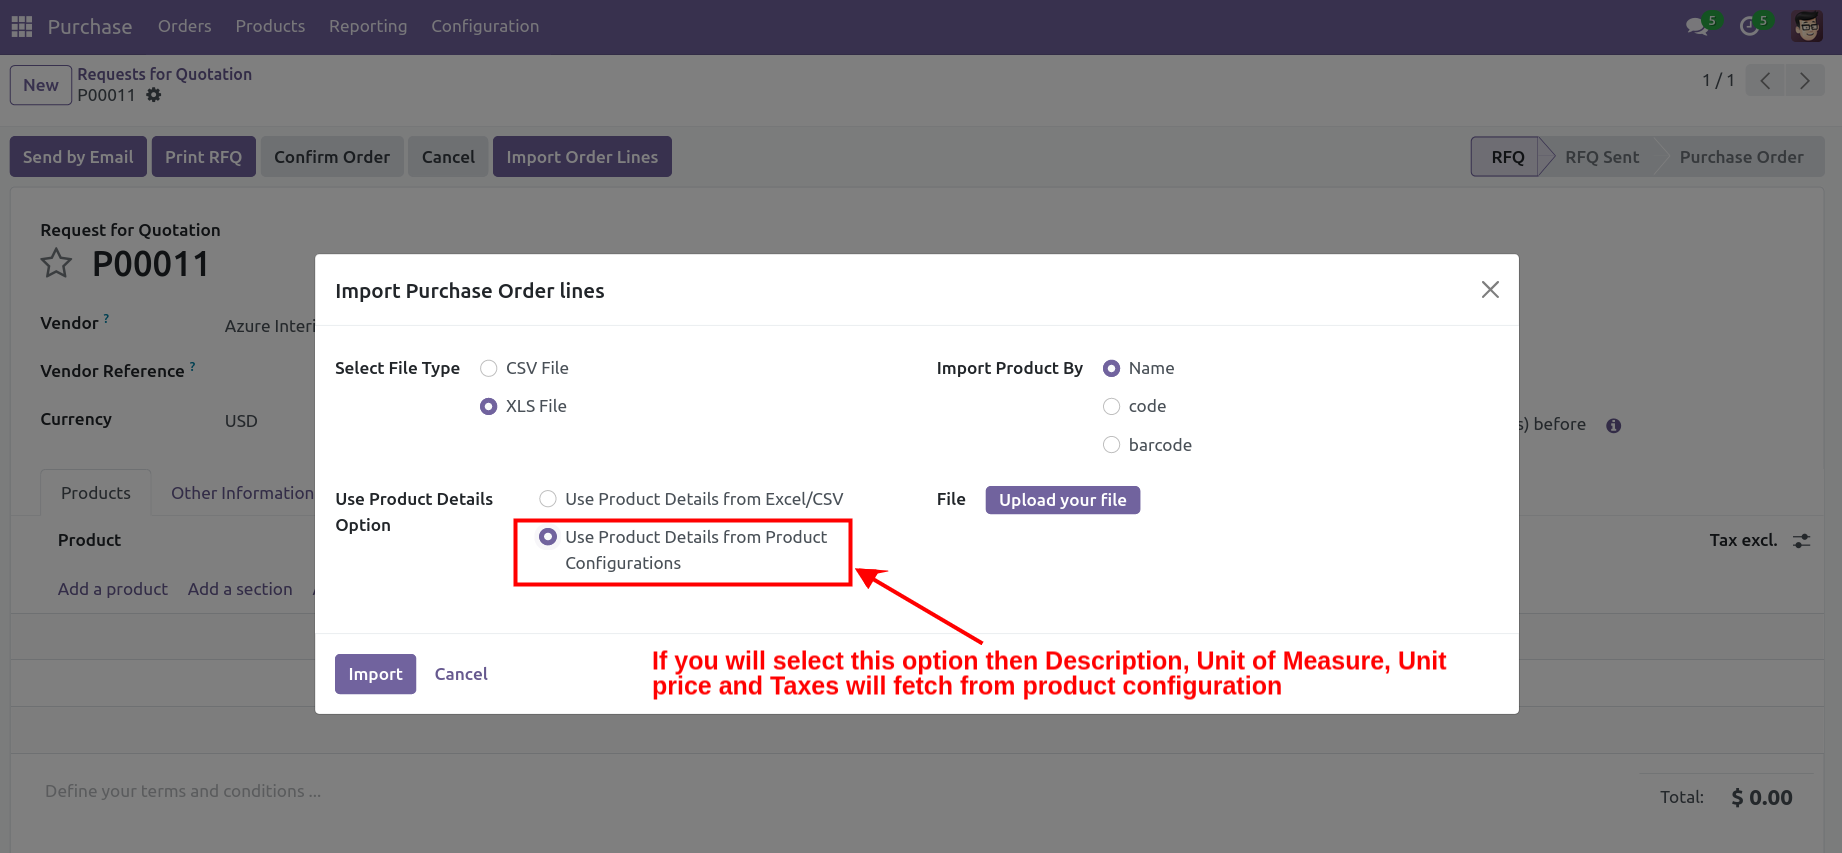 Purchase Orders Products Reporting Configuration 5 5
New Requests for Quotation
P00011
1 / 1
Send by Email Print RFQ Confirm Order Cancel Import Order Lines RFQ RFQ Sent Purchase Order
Request for Quotation
P00011
Vendor ?
Azure Interi
Vendor Reference ?
Currency USD
s) before
Products Other Information
Product Tax excl.
Add a product Add a section
Import Purchase Order lines
Select File Type CSV File
XLS File
Import Product By Name
code
barcode
Use Product Details Option
Use Product Details from Excel/CSV
Use Product Details from Product
Configurations
File Upload your file
Import Cancel
If you will select this option then Description, Unit of Measure, Unit
price and Taxes will fetch from product configuration
Define your terms and conditions ...
Total: $ 0.00